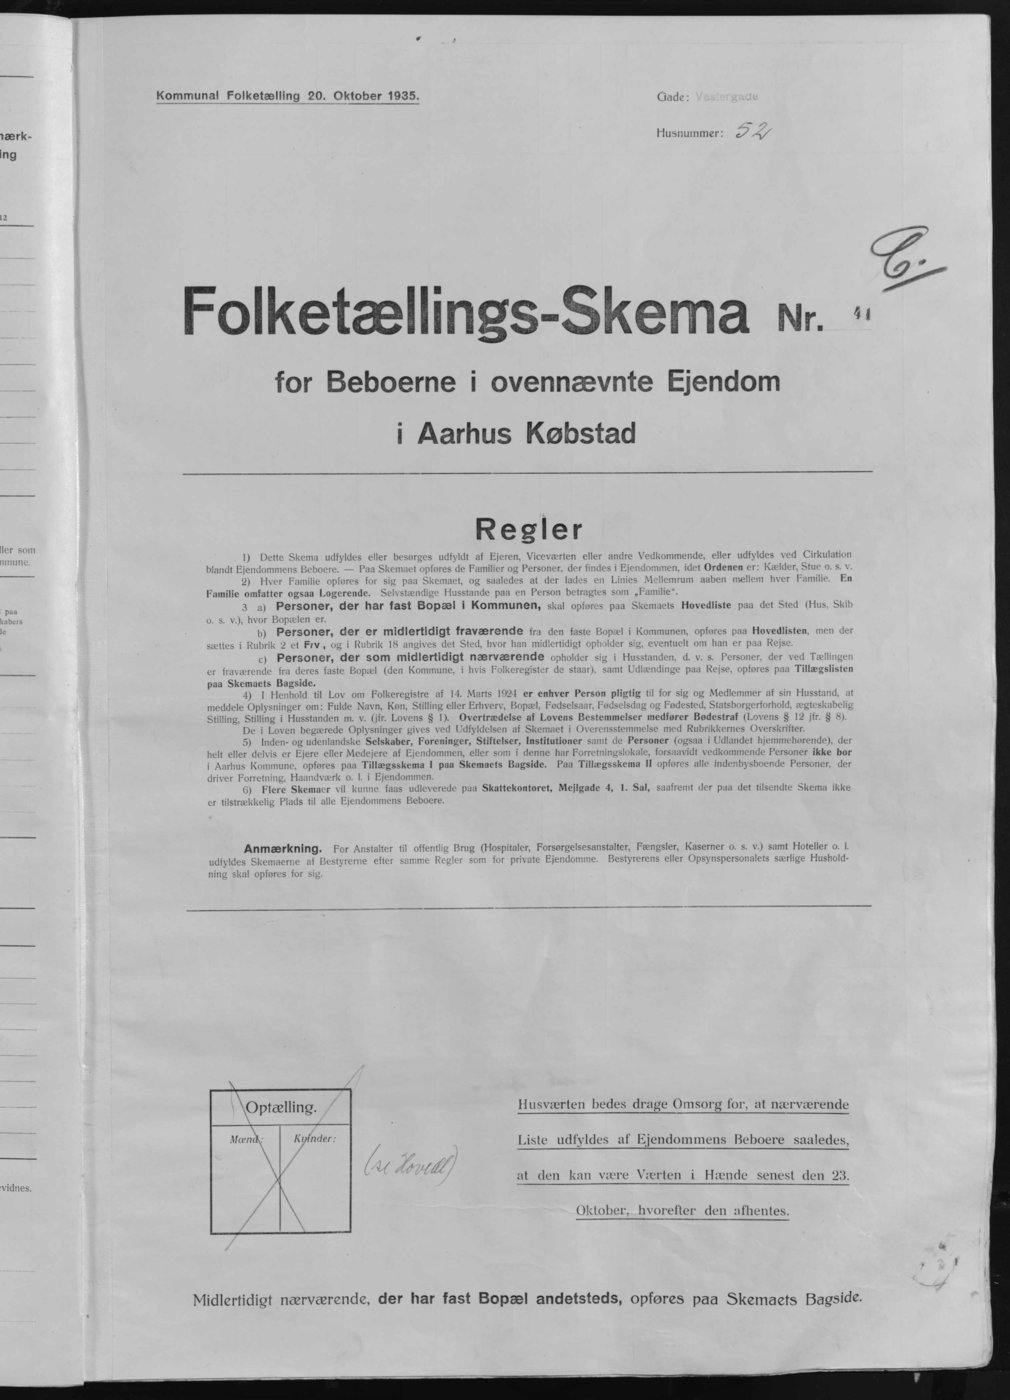 Kommunal Folketælling 20. Oktober 1935.
Gade: Vestergade
Husnummer: 52
C.
Folketællings-Skema Nr. 41
for Beboerne i ovennævnte Ejendom
i Aarhus Købstad
Regler
1) Dette Skema udfyldes eller besørges udfyldt af Ejeren, Viceværten eller andre Vedkommende, eller udfyldes ved Cirkulation
blandt Ejendommens Beboere. — Paa Skemaet opføres de Familier og Personer, der findes i Ejendommen, idet Ordenen er: Kælder, Stue o. s. v.
2) Hver Familie opføres for sig paa Skemaet, og saaledes at der lades en Linies Mellemrum aaben mellem hver Familie. En
Familie omfatter ogsaa Logerende. Selvstændige Husstande paa en Person betragtes som „Familie“.
3 a) Personer, der har fast Bopæl i Kommunen, skal opføres paa Skemaets Hovedliste paa det Sted (Hus, Skib
o. s. v.), hvor Bopælen er.
b) Personer, der er midlertidigt fraværende fra den faste Bopæl i Kommunen, opføres paa Hovedlisten, men der
sættes i Rubrik 2 et Frv, og i Rubrik 18 angives det Sted, hvor han midlertidigt opholder sig, eventuelt om han er paa Rejse.
c) Personer, der som midlertidigt nærværende opholder sig i Husstanden, d. v. s. Personer, der ved Tællingen
er fraværende fra deres faste Bopæl (den Kommune, i hvis Folkeregister de staar), samt Udlændinge paa Rejse, opføres paa Tillægslisten
paa Skemaets Bagside.
4) I Henhold til Lov om Folkeregistre af 14. Marts 1924 er enhver Person pligtig til for sig og Medlemmer af sin Husstand, at
meddele Oplysninger om: Fulde Navn, Køn, Stilling eller Erhverv, Bopæl, Fødselsaar, Fødselsdag og Fødested, Statsborgerforhold, ægteskabelig
Stilling, Stilling i Husstanden m. v. (jfr. Lovens § 1). Overtrædelse af Lovens Bestemmelser medfører Bødestraf (Lovens § 12 jfr. § 8).
De i Loven begærede Oplysninger gives ved Udfyldelsen af Skemaet i Overensstemmelse med Rubrikkernes Overskrifter.
5) Inden- og udenlandske Selskaber, Foreninger, Stiftelser, Institutioner samt de Personer (ogsaa i Udlandet hjemmehørende), der
helt eller delvis er Ejere eller Medejere af Ejendommen, eller som i denne har Forretningslokale, forsaavidt vedkommende Personer ikke bor
i Aarhus Kommune, opføres paa Tillægsskema I paa Skemaets Bagside. Paa Tillægsskema II opføres alle indenbysboende Personer, der
driver Forretning, Haandværk o. l. i Ejendommen.
6) Flere Skemaer vil kunne faas udleverede paa Skattekontoret, Mejlgade 4, 1. Sal, saafremt der paa det tilsendte Skema ikke
er tilstrækkelig Plads til alle Ejendommens Beboere.
Anmærkning. For Anstalter til offentlig Brug (Hospitaler, Forsørgelsesanstalter, Fængsler, Kaserner o. s. v.) samt Hoteller o. l.
udfyldes Skemaerne af Bestyrerne efter samme Regler som for private Ejendomme. Bestyrerens eller Opsynspersonalets særlige Hushold-
ning skal opføres for sig.
Optælling.
Mænd: Kvinder:
(se Hovedl)
Husværten bedes drage Omsorg for, at nærværende
Liste udfyldes af Ejendommens Beboere saaledes,
at den kan være Værten i Hænde senest den 23.
Oktober, hvorefter den afhentes.
Midlertidigt nærværende, der har fast Bopæl andetsteds, opføres paa Skemaets Bagside.